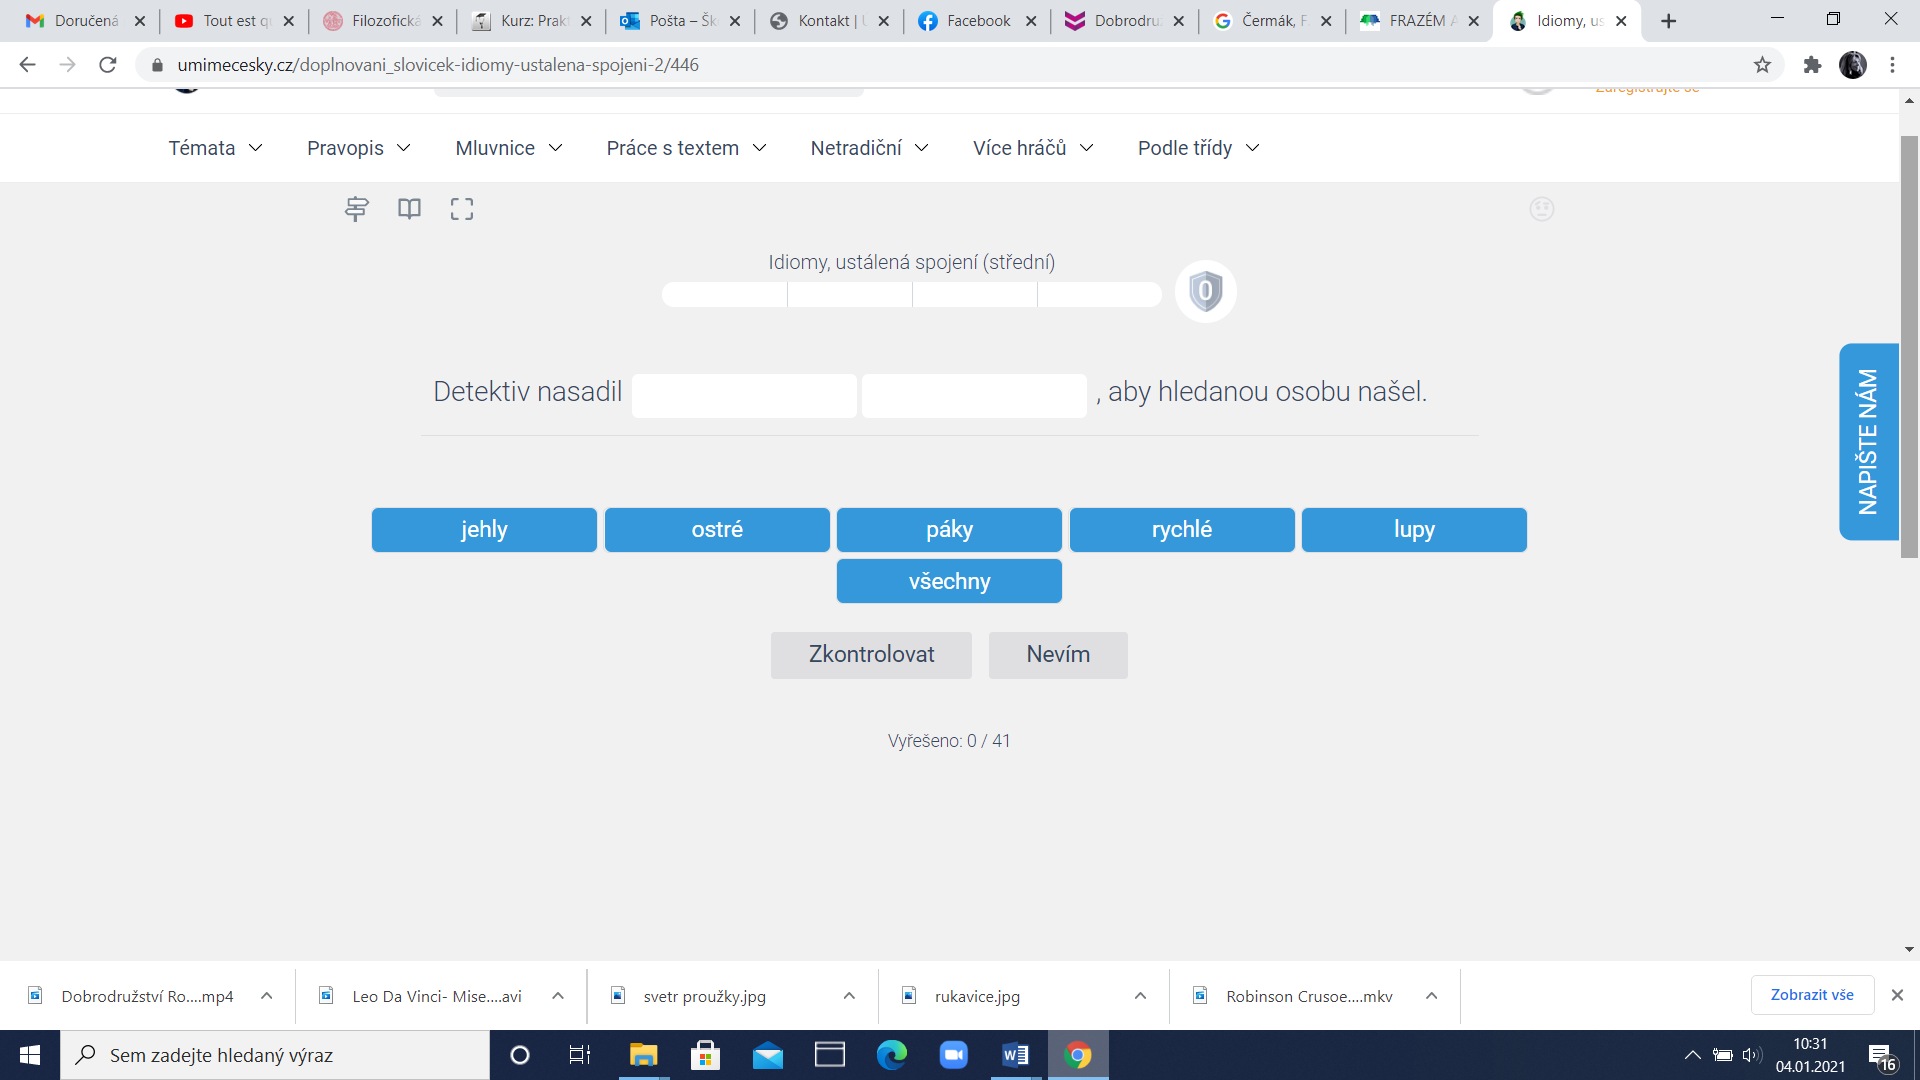 Doručená
Tout est q
Filozofická
Kurz: Prak
Pošta – Šk
Kontakt | U
Facebook
Dobrodru
Čermák, F.
FRAZÉM A
Idiomy, us
umimecesky.cz/doplnovani_slovicek-idiomy-ustalena-spojeni-2/446
Zaregistrujte se
Témata
Pravopis
Mluvnice
Práce s textem
Netradiční
Více hráčů
Podle třídy
Idiomy, ustálená spojení (střední)
0
Detektiv nasadil , aby hledanou osobu našel.
NAPIŠTE NÁM
jehly
ostré
páky
rychlé
lupy
všechny
Zkontrolovat
Nevím
Vyřešeno: 0 / 41
Dobrodružství Ro....mp4
Leo Da Vinci- Mise....avi
svetr proužky.jpg
rukavice.jpg
Robinson Crusoe....mkv
Zobrazit vše
Sem zadejte hledaný výraz
10:31
04.01.2021
16